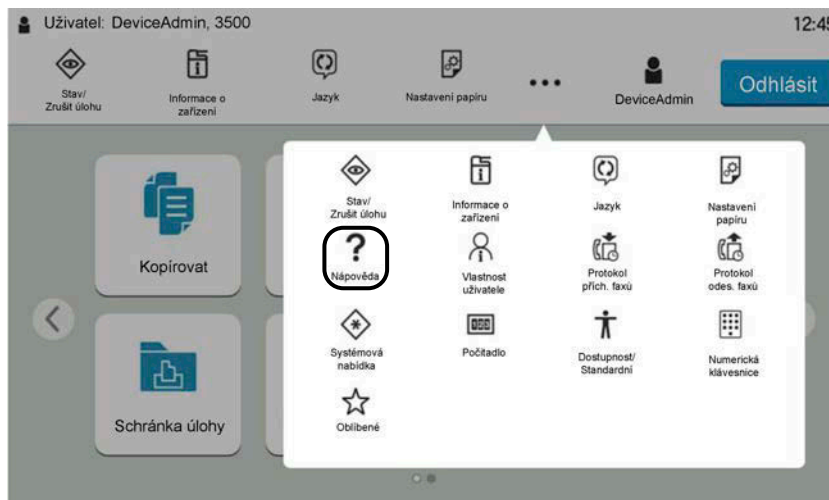 Uživatel: DeviceAdmin, 3500
12:45
Stav/
Zrušit úlohu
Informace o
zařízení
Jazyk
Nastavení papíru
DeviceAdmin
Odhlásit
Kopírovat
Schránka úlohy
Stav/
Zrušit úlohu
Informace o
zařízení
Jazyk
Nastavení
papíru
?
Nápověda
Vlastnost
uživatele
Protokol
přích. faxů
Protokol
odes. faxů
Systémová
nabídka
Počitadlo
Dostupnost/
Standardní
Numerická
klávesnice
Oblíbené